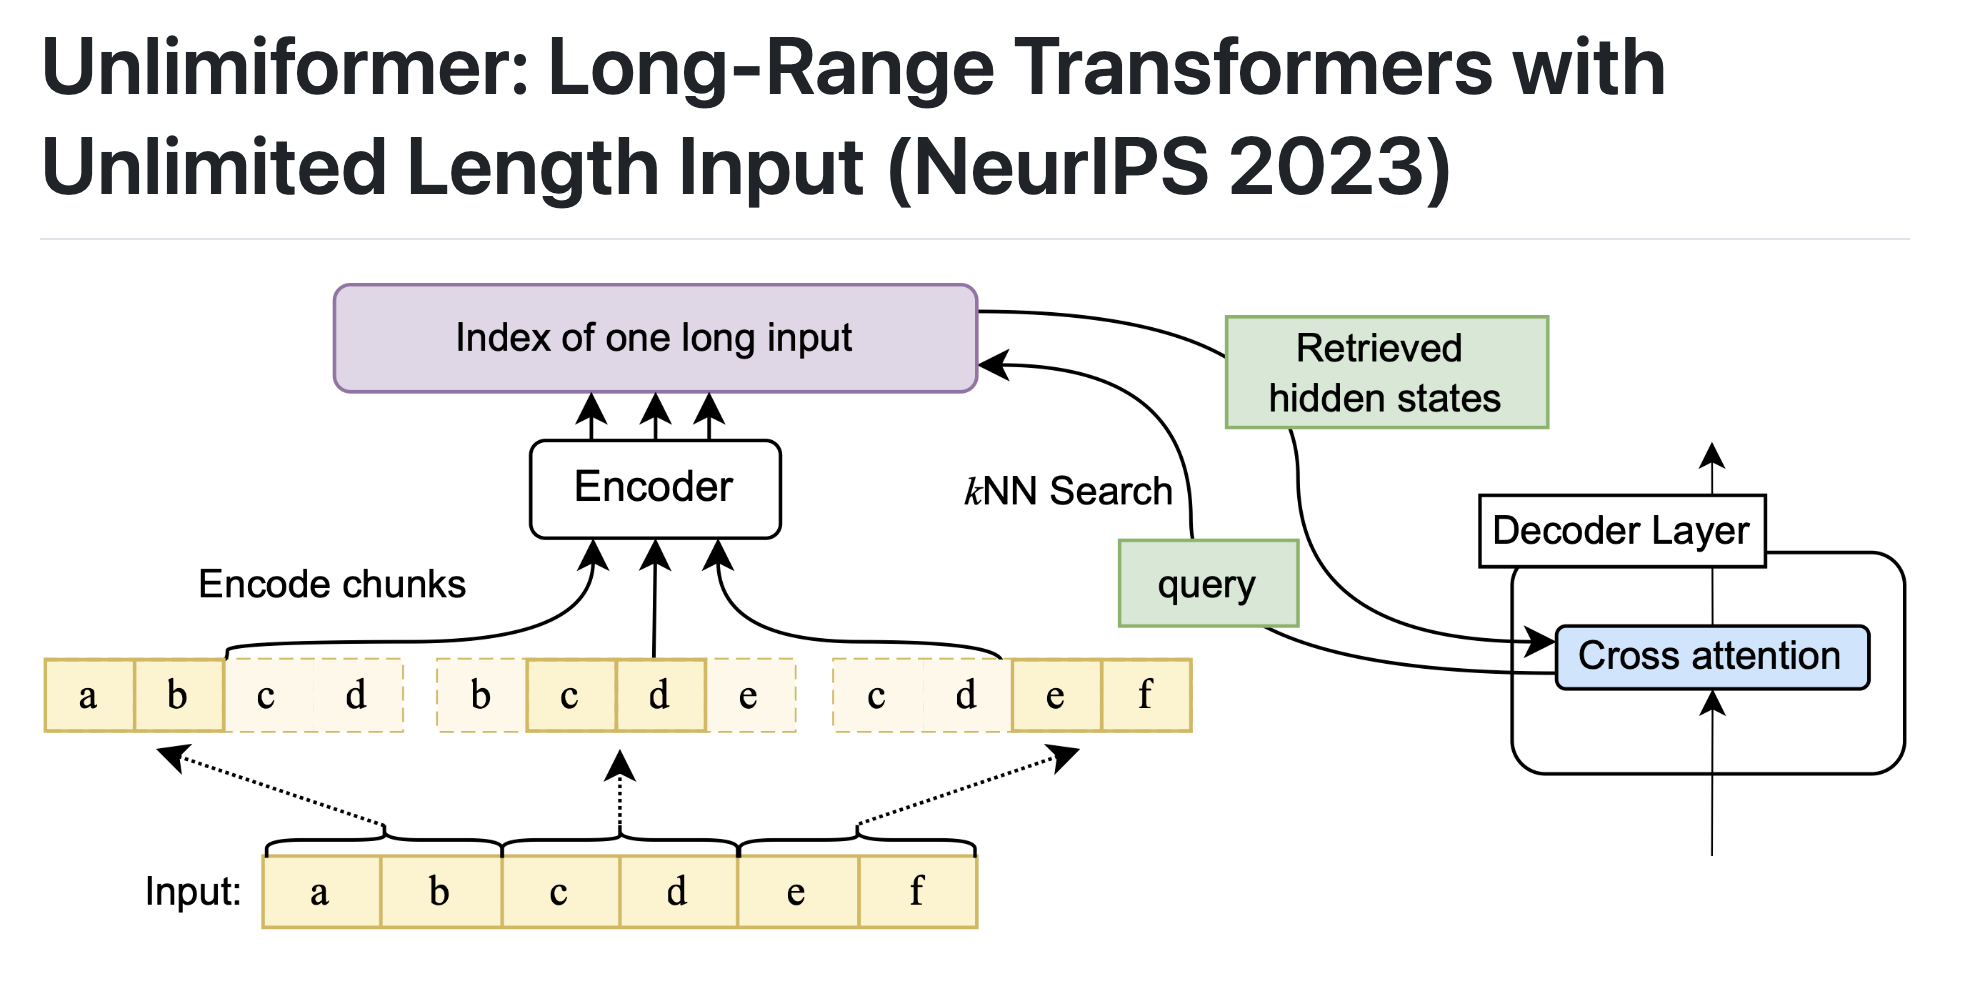 Unlimiformer: Long-Range Transformers with
Unlimited Length Input (NeurIPS 2023)
Index of one long input
Retrieved
hidden states
Encoder
kNN Search
Decoder Layer
Encode chunks
query
Cross attention
a b c d b c d e c d e f
Input: a b c d e f